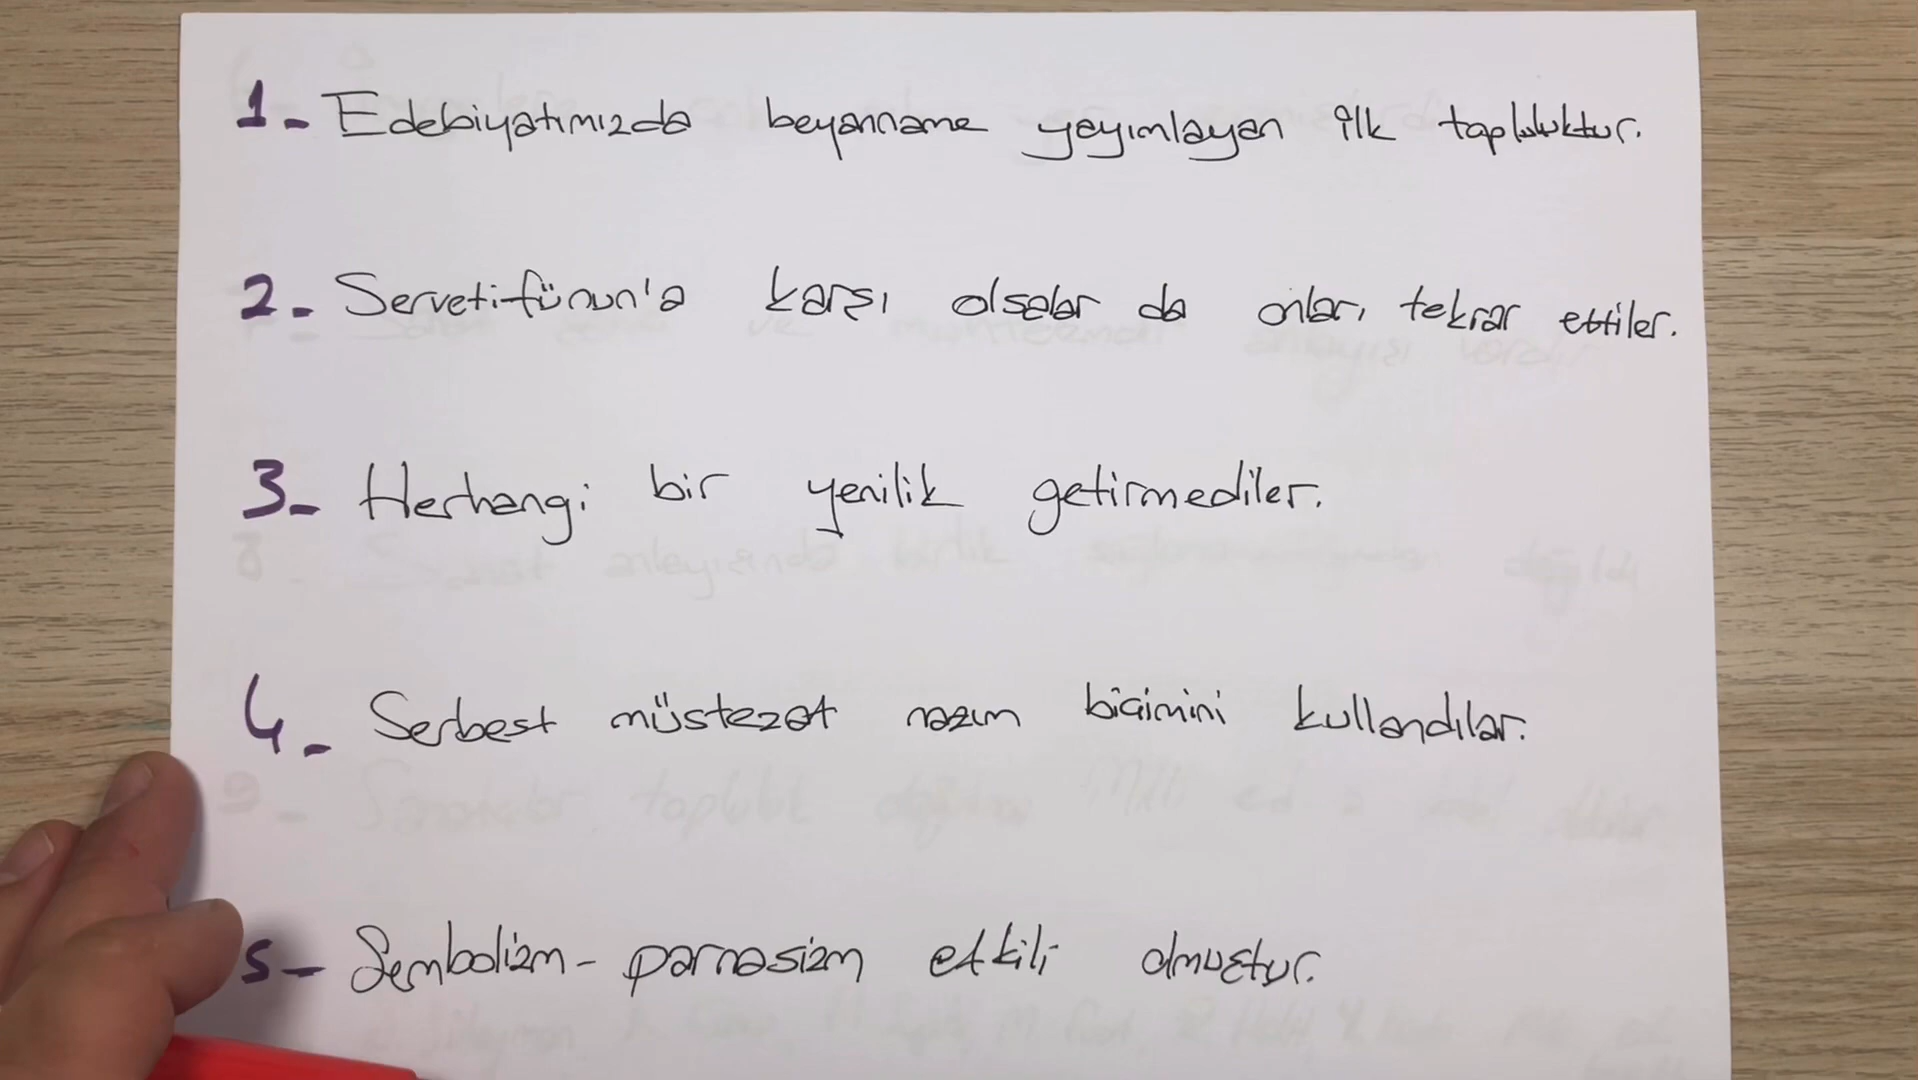 1- Edebiyatımızda beyanname yayımlayan ilk topluluktur.
2- Servetifünun'a karşı olsalar da onları tekrar ettiler.
3- Herhangi bir yenilik getirmediler.
4- Serbest müstezat nazım biçimini kullandılar.
5- Sembolizm - parnasizm etkili olmuştur.